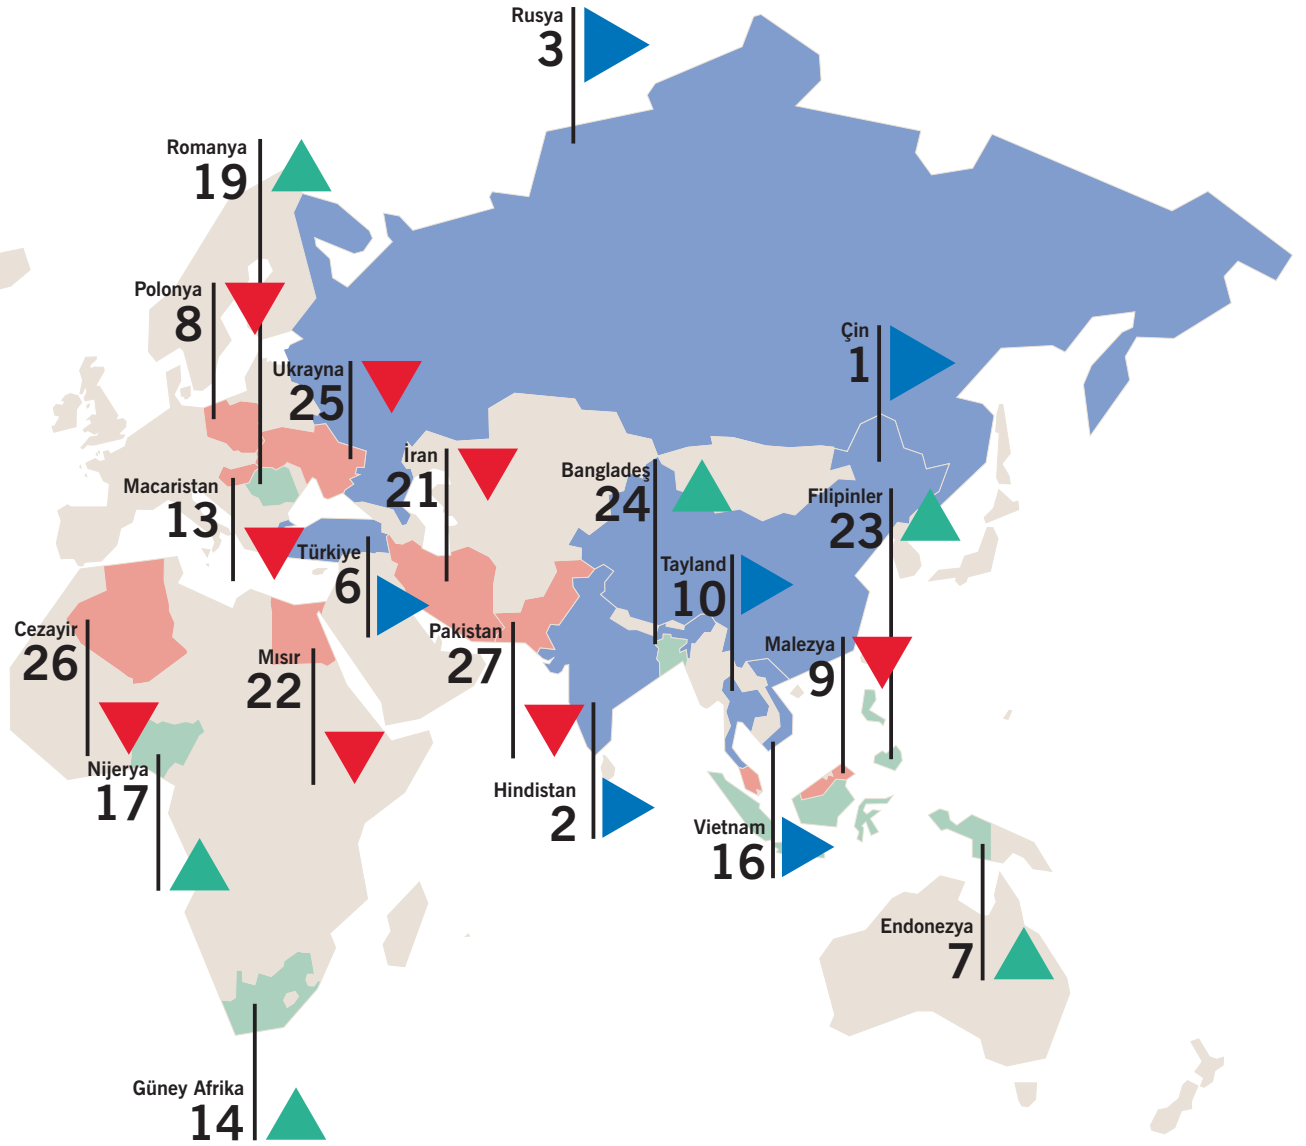 Rusya
3
Romanya
19
Polonya
8
Çin
1
Ukrayna
25
İran
21
Bangladeş
24
Macaristan
13
Filipinler
23
Türkiye
6
Tayland
10
Cezayir
26
Pakistan
27
Malezya
9
Mısır
22
Nijerya
17
Hindistan
2
Vietnam
16
Endonezya
7
Güney Afrika
14